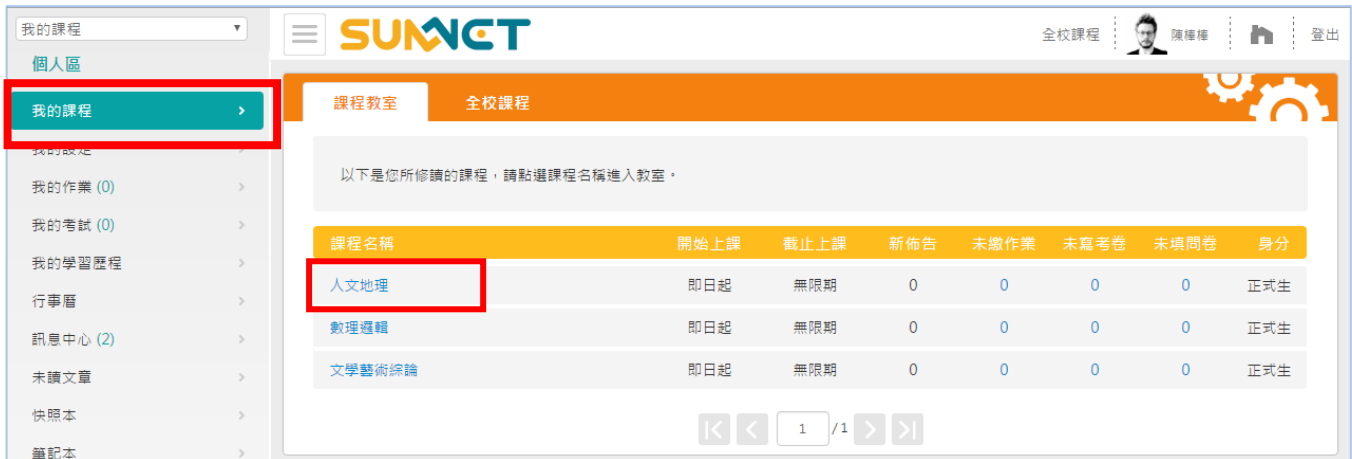 我的課程
SUNNET
全校課程
陳棒棒
登出
個人區
我的課程
課程教室
全校課程
我的設定
以下是您所修讀的課程，請點選課程名稱進入教室。
我的作業 (0)
我的考試 (0)
我的學習歷程
行事曆
訊息中心 (2)
未讀文章
快照本
筆記本
課程名稱 開始上課 截止上課 新佈告 未繳作業 未寫考卷 未填問卷 身分
人文地理 即日起 無限期 0 0 0 0 正式生
數理邏輯 即日起 無限期 0 0 0 0 正式生
文學藝術綜論 即日起 無限期 0 0 0 0 正式生
1 /1